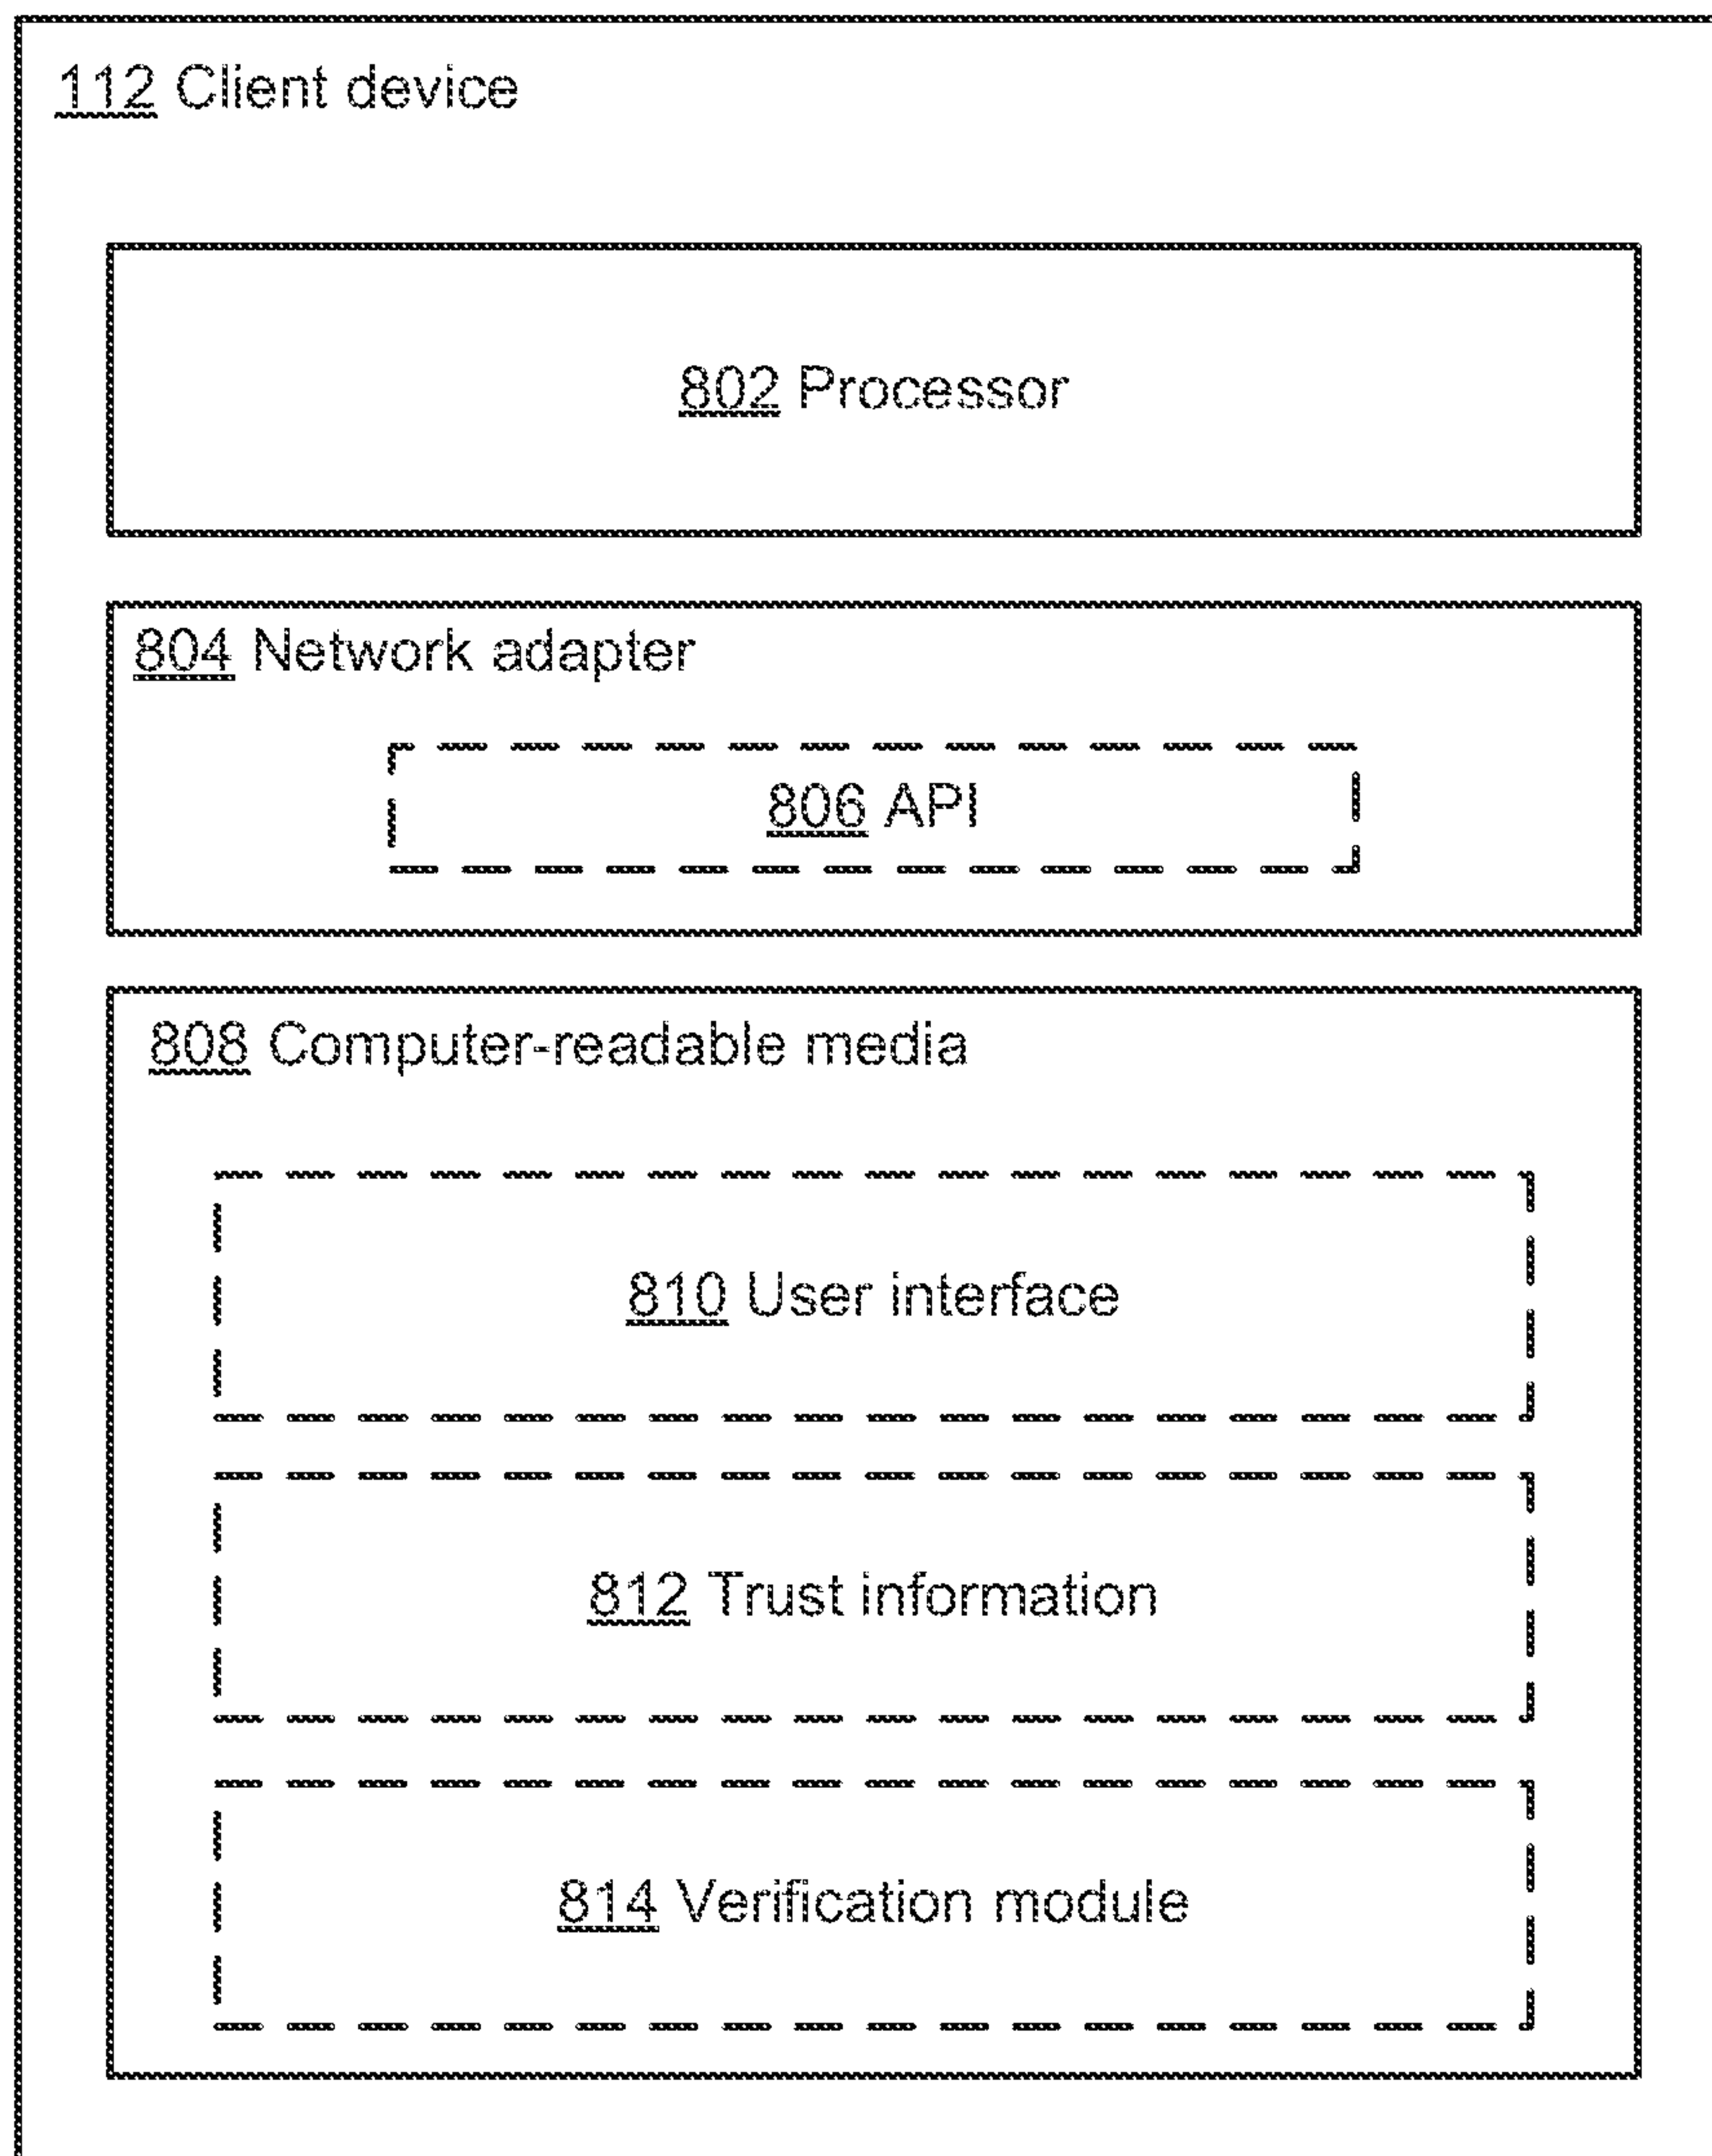 112 Client device
802 Processor
804 Network adapter
806 API
808 Computer-readable media
810 User interface
812 Trust information
814 Verification module